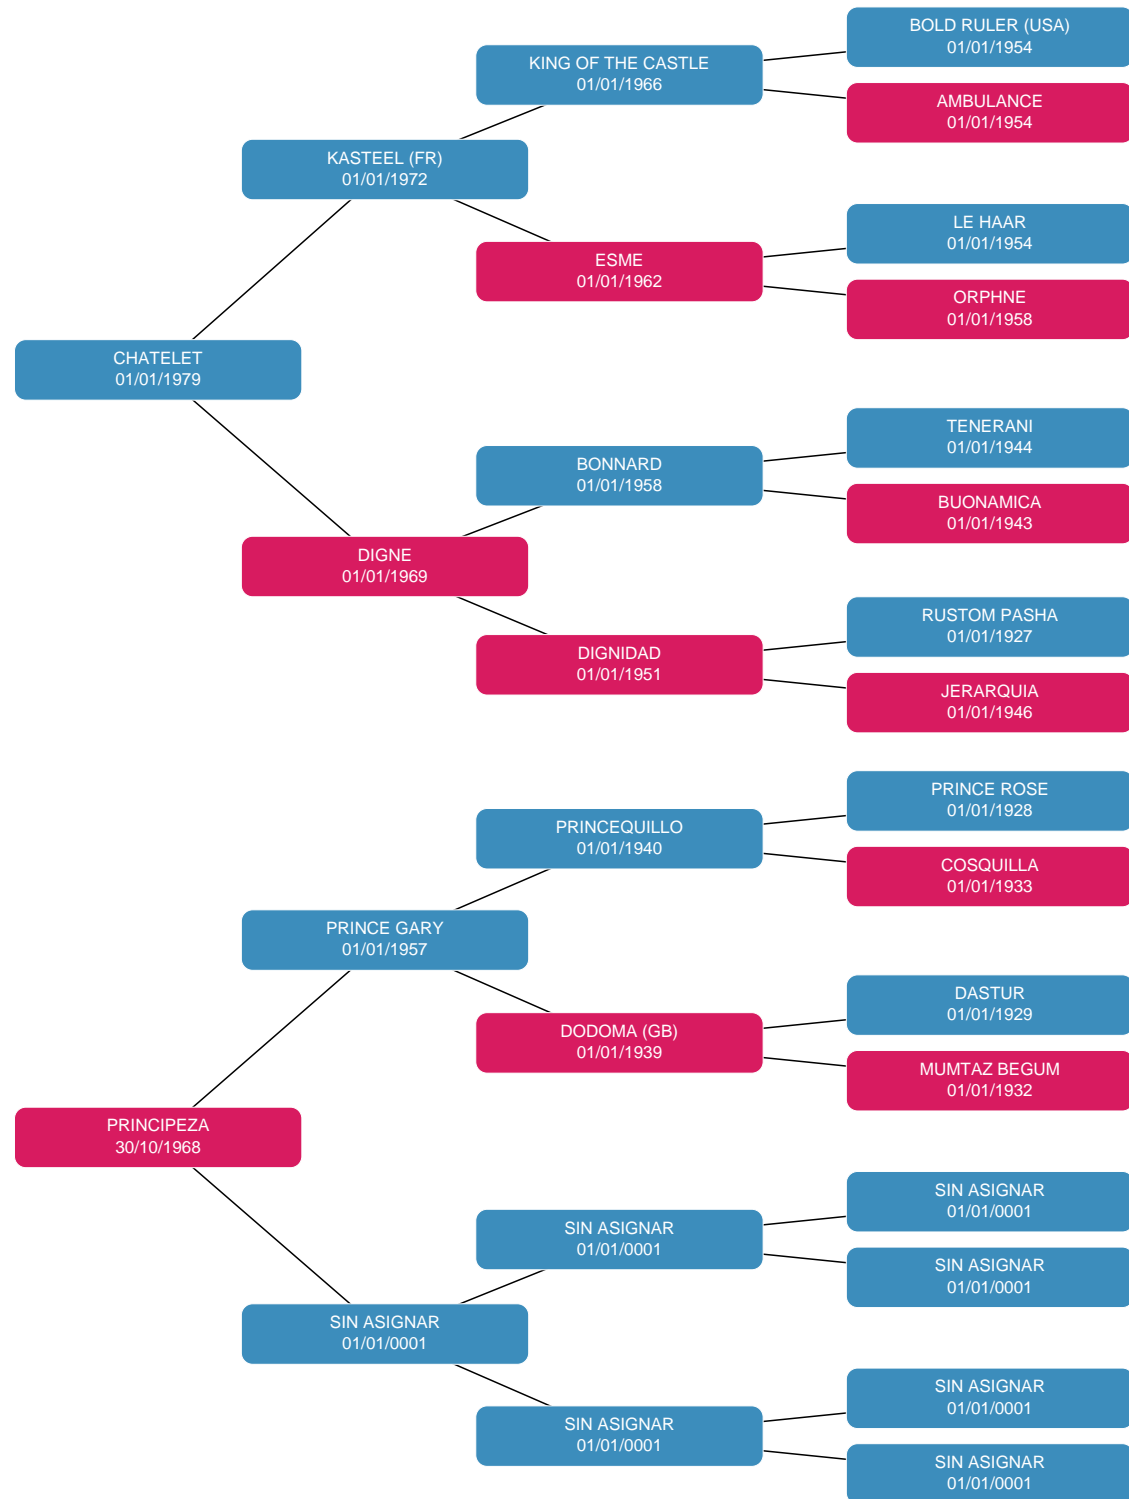 BOLD RULER (USA)
01/01/1954
KING OF THE CASTLE
01/01/1966
AMBULANCE
01/01/1954
KASTEEL (FR)
01/01/1972
LE HAAR
01/01/1954
ESME
01/01/1962
ORPHNE
01/01/1958
CHATELET
01/01/1979
TENERANI
01/01/1944
BONNARD
01/01/1958
BUONAMICA
01/01/1943
DIGNE
01/01/1969
RUSTOM PASHA
01/01/1927
DIGNIDAD
01/01/1951
JERARQUIA
01/01/1946
PRINCE ROSE
01/01/1928
PRINCEQUILLO
01/01/1940
COSQUILLA
01/01/1933
PRINCE GARY
01/01/1957
DASTUR
01/01/1929
DODOMA (GB)
01/01/1939
MUMTAZ BEGUM
01/01/1932
PRINCIPEZA
30/10/1968
SIN ASIGNAR
01/01/0001
SIN ASIGNAR
01/01/0001
SIN ASIGNAR
01/01/0001
SIN ASIGNAR
01/01/0001
SIN ASIGNAR
01/01/0001
SIN ASIGNAR
01/01/0001
SIN ASIGNAR
01/01/0001